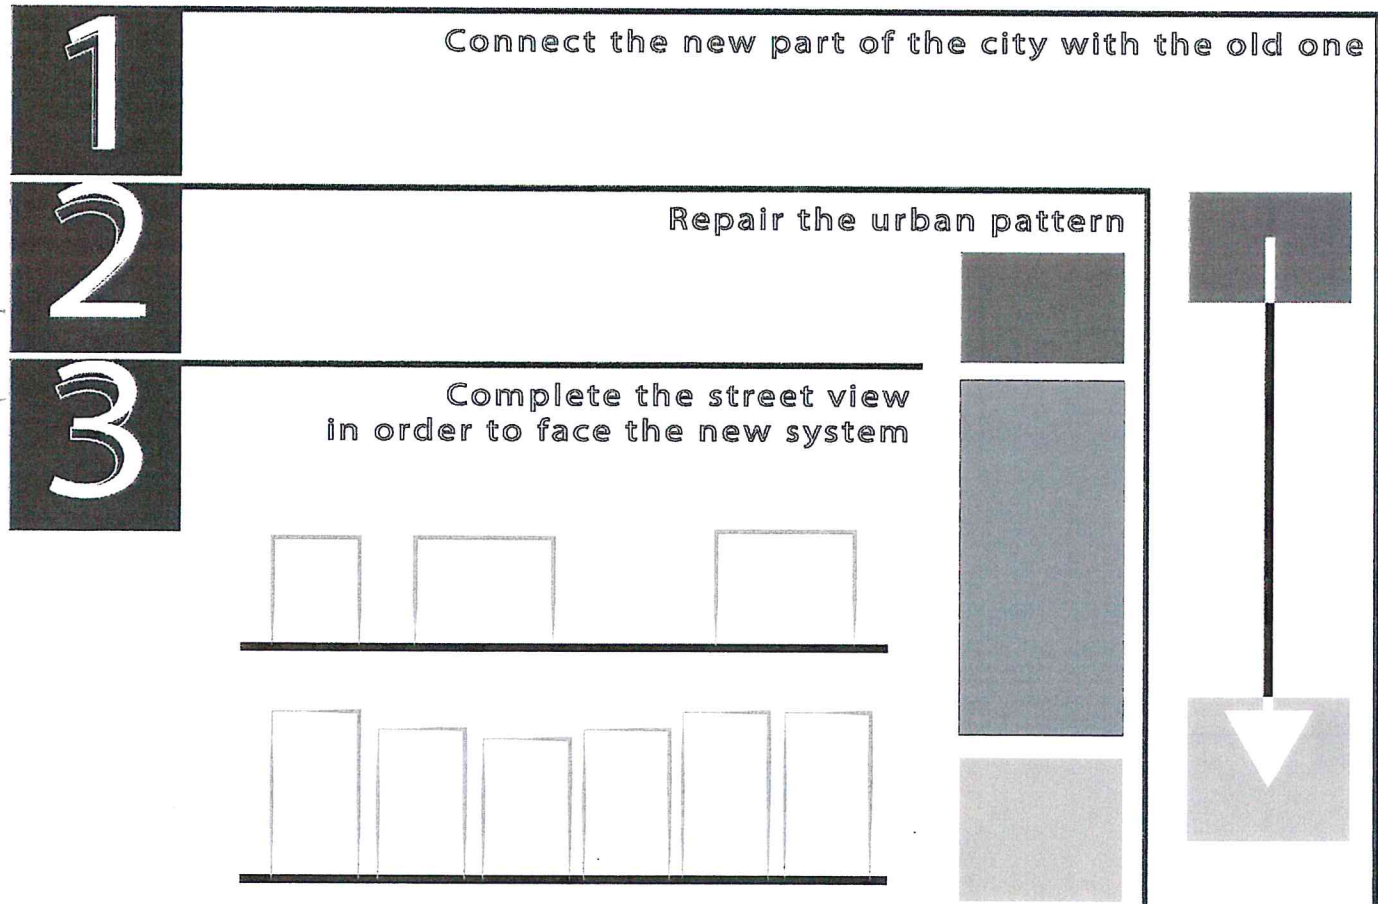 1
Connect the new part of the city with the old one
2
Repair the urban pattern
3
Complete the street view
in order to face the new system